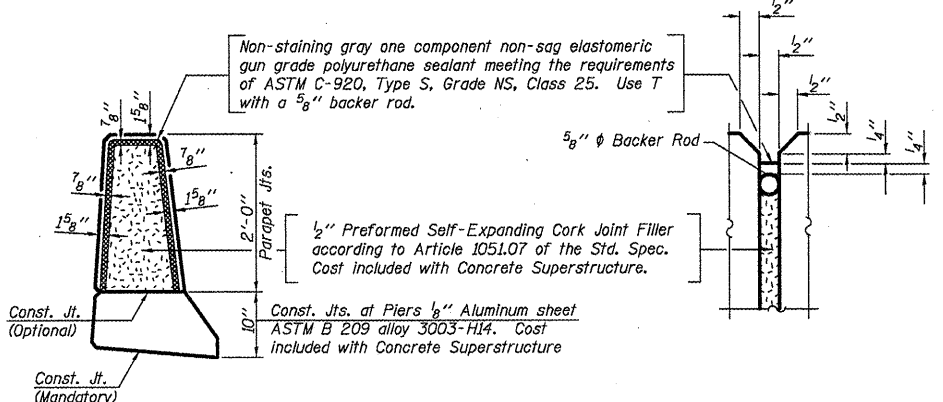 Non-staining gray one component non-sag elastomeric
gun grade polyurethane sealant meeting the requirements
of ASTM C-920, Type S, Grade NS, Class 25. Use T
with a 5/8" backer rod.
1/2"
1/2"
1/2"
1/2"
1/4"
1/4"
5/8" ϕ Backer Rod
7/8"
1 5/8"
7/8"
7/8"
1 5/8"
1 5/8"
2'-0"
Parapet Jts.
1/2" Preformed Self-Expanding Cork Joint Filler
according to Article 1051.07 of the Std. Spec.
Cost included with Concrete Superstructure.
Const. Jt.
(Optional)
10"
Const. Jts. at Piers 1/8" Aluminum sheet
ASTM B 209 alloy 3003-H14. Cost
included with Concrete Superstructure
Const. Jt.
(Mandatory)